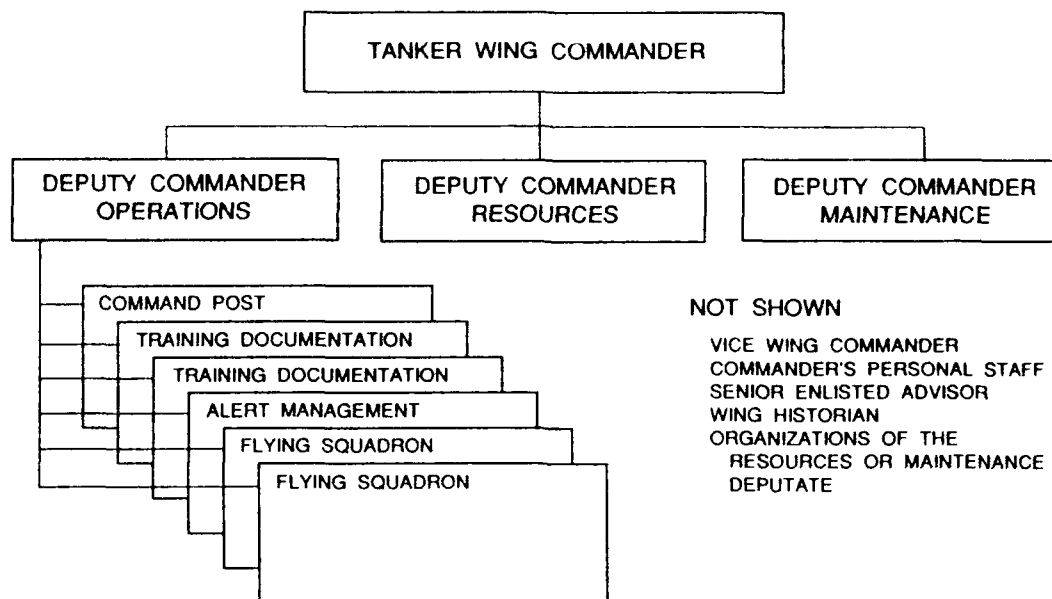 TANKER WING COMMANDER
DEPUTY COMMANDER
OPERATIONS
DEPUTY COMMANDER
RESOURCES
DEPUTY COMMANDER
MAINTENANCE
COMMAND POST
TRAINING DOCUMENTATION
TRAINING DOCUMENTATION
ALERT MANAGEMENT
FLYING SQUADRON
FLYING SQUADRON
NOT SHOWN
VICE WING COMMANDER
COMMANDER'S PERSONAL STAFF
SENIOR ENLISTED ADVISOR
WING HISTORIAN
ORGANIZATIONS OF THE
RESOURCES OR MAINTENANCE
DEPUTATE